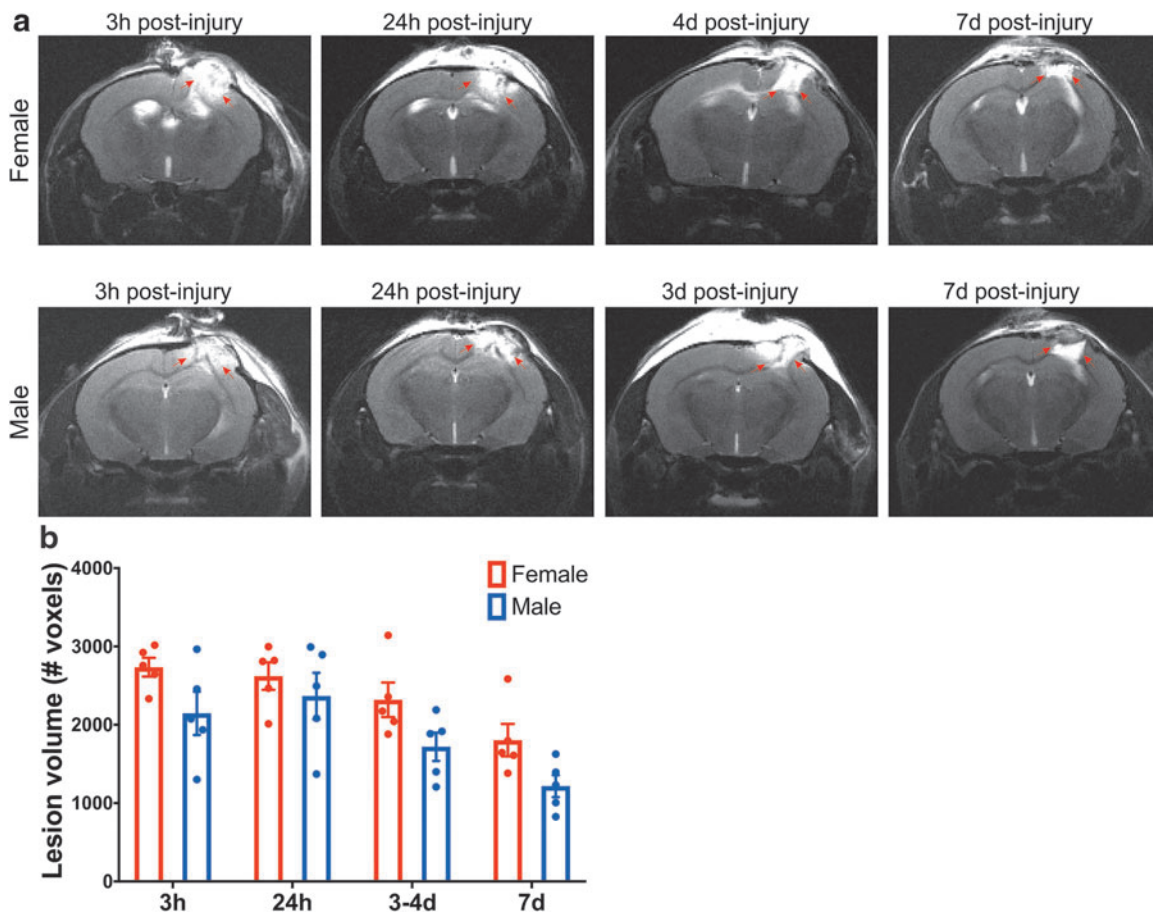 a
3h post-injury 24h post-injury 4d post-injury 7d post-injury
Female
3h post-injury 24h post-injury 3d post-injury 7d post-injury
Male
b
Lesion volume (# voxels)
4000
3000
2000
1000
0
Female
Male
3h 24h 3-4d 7d